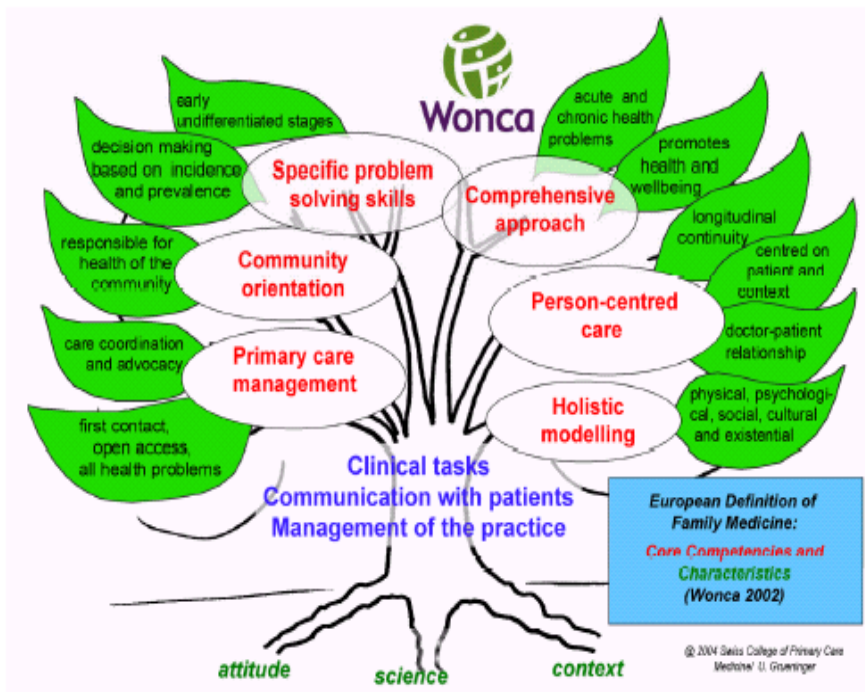 Wonca
early
undifferentiated stages
decision making
based on incidence
and prevalence
responsible for
health of the
community
care coordination
and advocacy
first contact,
open access,
all health problems
Specific problem
solving skills
Community
orientation
Primary care
management
acute and
chronic health
problems
promotes
health and
wellbeing
longitudinal
continuity
centred on
patient and
context
doctor-patient
relationship
physical, psychologi-
cal, social, cultural
and existential
Comprehensive
approach
Person-centred
care
Holistic
modelling
Clinical tasks
Communication with patients
Management of the practice
European Definition of
Family Medicine:
Core Competencies and
Characteristics
(Wonca 2002)
attitude
science
context
@ 2004 Swiss College of Primary Care
Medicine/ U. Grueninger